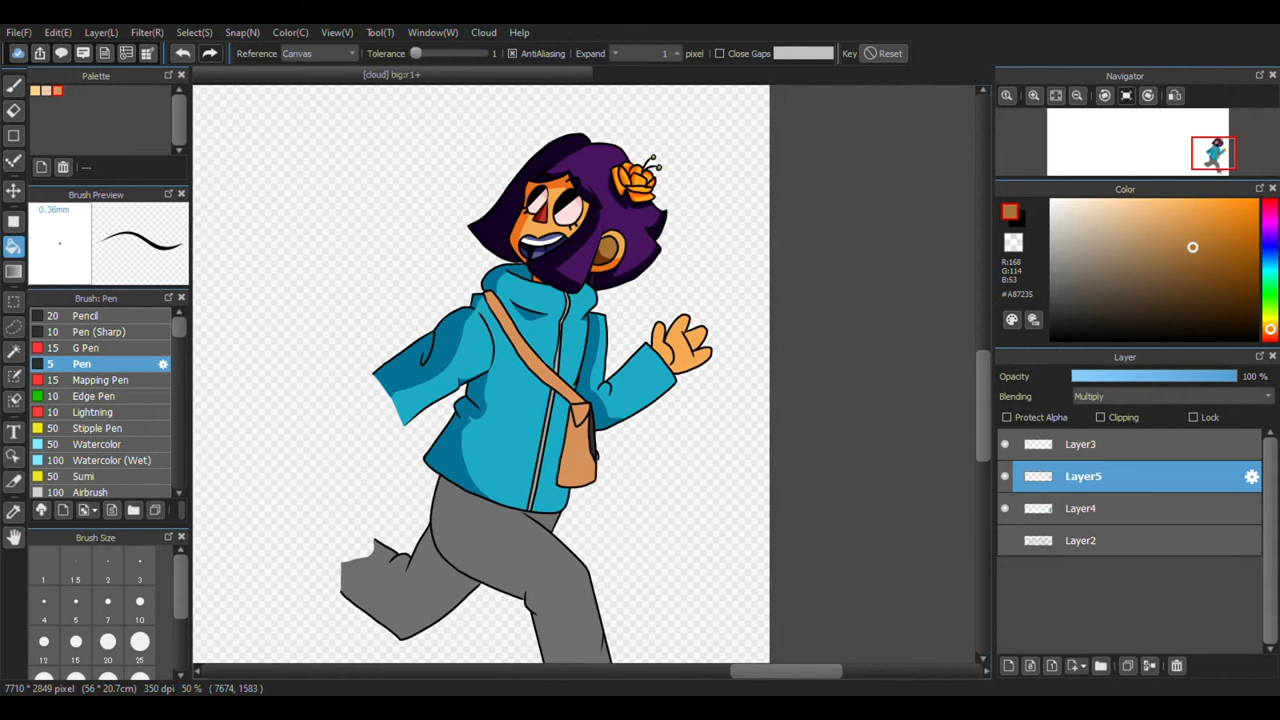 File(F) Edit(E) Layer(L) Filter(R) Select(S) Snap(N) Color(C) View(V) Tool(T) Window(W) Cloud Help
Reference Canvas Tolerance 1 AntiAliasing Expand 1 pixel Close Gaps Key Reset
Palette
[cloud] big:r1+
Navigator
---
Brush Preview
0.36mm
Color
R:168
G:114
B:53
#A87235
Brush: Pen
20 Pencil
10 Pen (Sharp)
15 G Pen
5 Pen
15 Mapping Pen
10 Edge Pen
10 Lightning
50 Stipple Pen
50 Watercolor
100 Watercolor (Wet)
50 Sumi
100 Airbrush
Layer
Opacity 100 %
Blending Multiply
Protect Alpha Clipping Lock
Layer3
Layer5
Layer4
Layer2
Brush Size
1 1.5 2 3
4 5 7 10
12 15 20 25
7710 * 2849 pixel (56 * 20.7cm) 350 dpi 50 % ( 7674, 1583 )